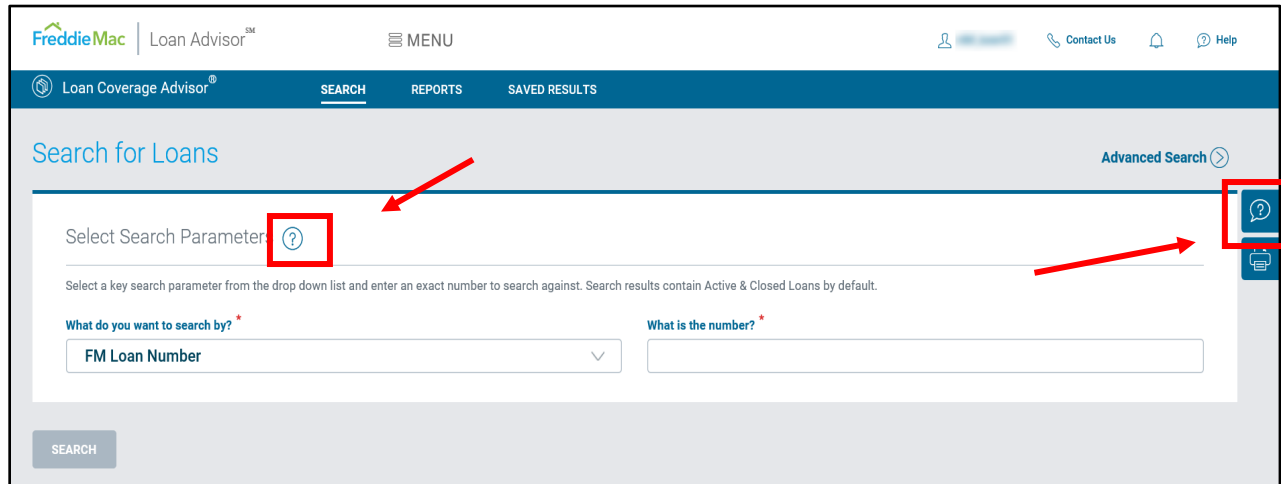 FreddieMac Loan Advisor℠ MENU Contact Us ? Help
Loan Coverage Advisor® SEARCH REPORTS SAVED RESULTS
Search for Loans Advanced Search
Select Search Parameters ?
?
Select a key search parameter from the drop down list and enter an exact number to search against. Search results contain Active & Closed Loans by default.
What do you want to search by? * What is the number? *
FM Loan Number
SEARCH